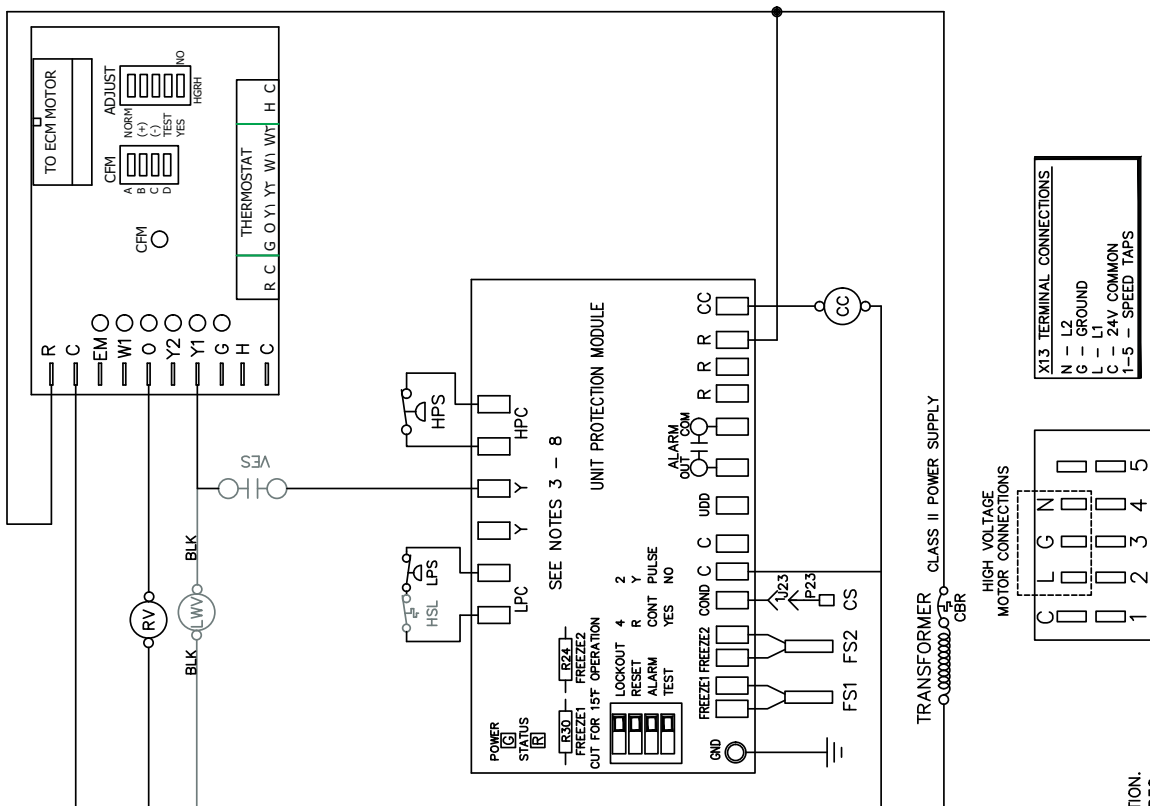 TO ECM MOTOR
ADJUST
NORM
(+)
(-)
TEST
YES
NO
HGRH
CFM
A
B
C
D
CFM
THERMOSTAT
R C
G O Y1 Y1 W1 W1
H C
R
C
EM
W1
O
Y2
Y1
G
H
C
VES
BLK
LWV
BLK
RV
HPS
HPC
Y
Y
LPS
HSL
LPC
UNIT PROTECTION MODULE
SEE NOTES 3 - 8
CC
R
R
R
ALARM
OUT COM
UDD
C
C
COND
FREEZE2
FREEZE1
GND
LOCKOUT 4 2
RESET R Y
ALARM CONT PULSE
TEST YES NO
POWER
G
STATUS
R
R30
FREEZE1
R24
FREEZE2
CUT FOR 15°F OPERATION
CC
J23
P23
CS
FS2
FS1
TRANSFORMER
CBR
CLASS II POWER SUPPLY
X13 TERMINAL CONNECTIONS
N - L2
G - GROUND
L - L1
C - 24V COMMON
1-5 - SPEED TAPS
HIGH VOLTAGE
MOTOR CONNECTIONS
C L G N
1 2 3 4 5
TION.